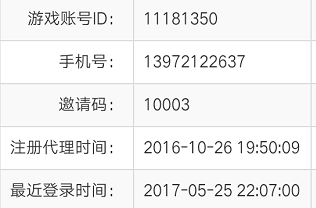 游戏账号ID： 11181350
手机号： 13972122637
邀请码： 10003
注册代理时间： 2016-10-26 19:50:09
最近登录时间： 2017-05-25 22:07:00